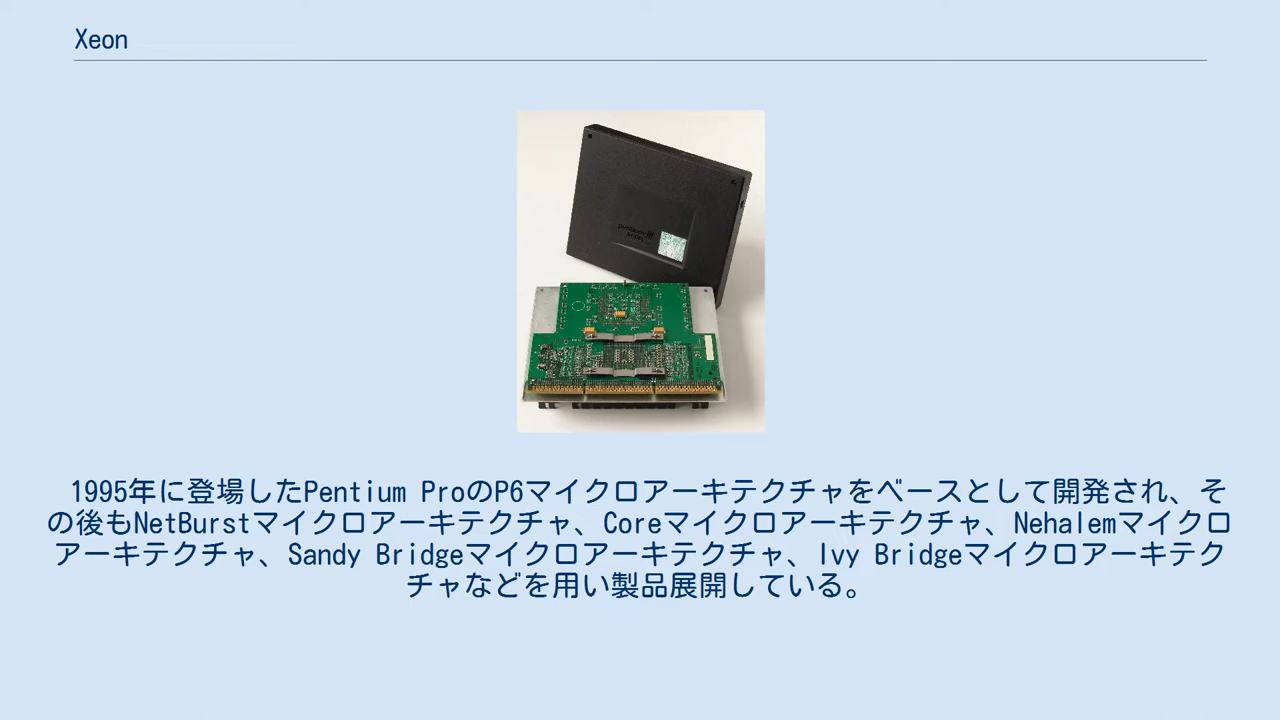 Xeon
1995年に登場したPentium ProのP6マイクロアーキテクチャをベースとして開発され、そ
の後もNetBurstマイクロアーキテクチャ、Coreマイクロアーキテクチャ、Nehalemマイクロ
アーキテクチャ、Sandy Bridgeマイクロアーキテクチャ、Ivy Bridgeマイクロアーキテク
チャなどを用い製品展開している。